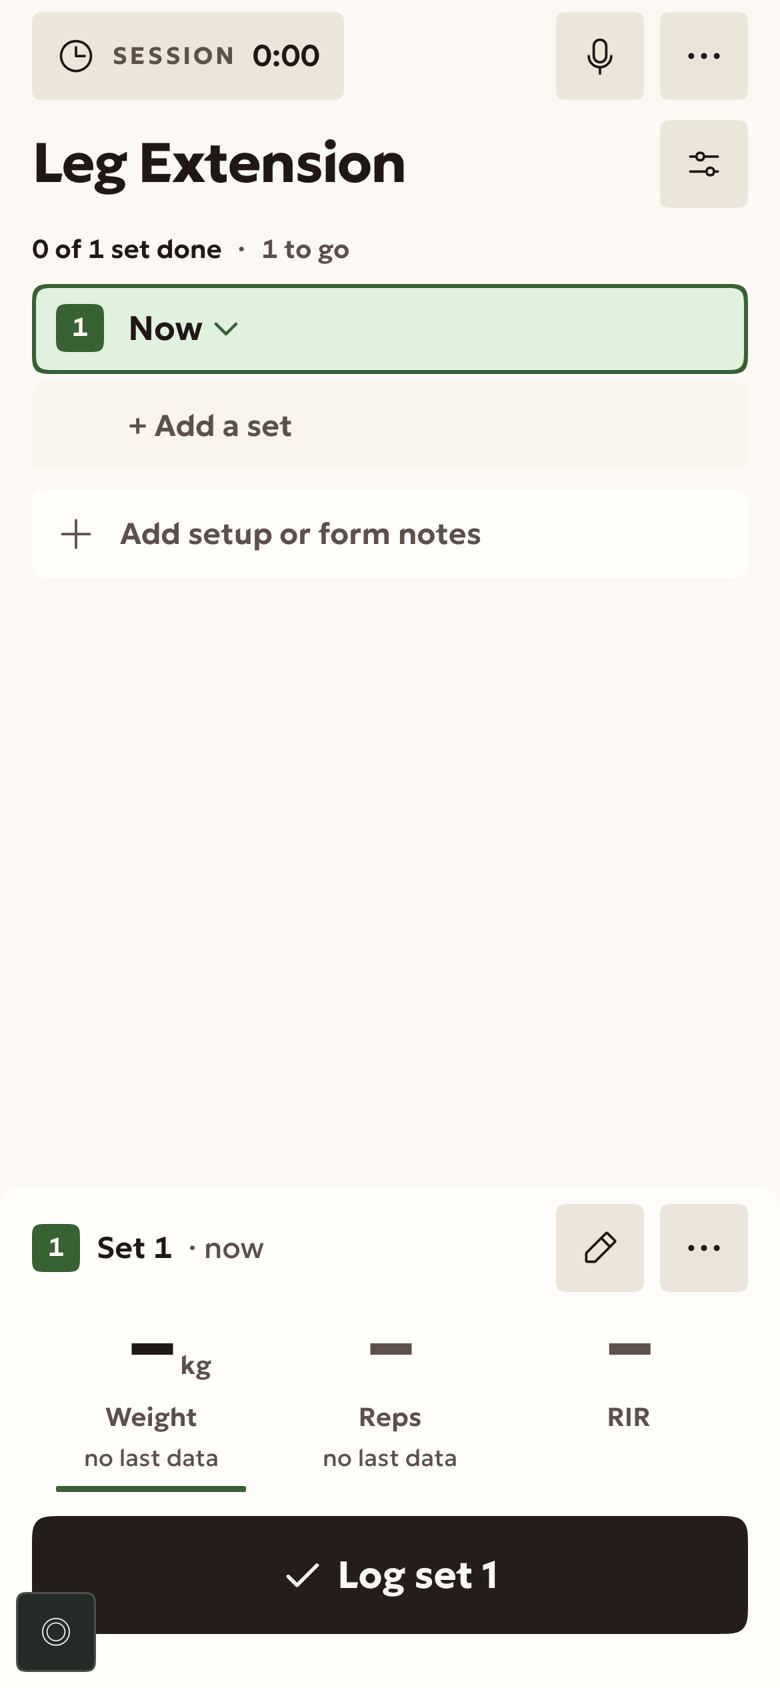 SESSION 0:00
Leg Extension
0 of 1 set done · 1 to go
1 Now
+ Add a set
Add setup or form notes
1 Set 1 · now
– kg – –
Weight Reps RIR
no last data no last data
Log set 1